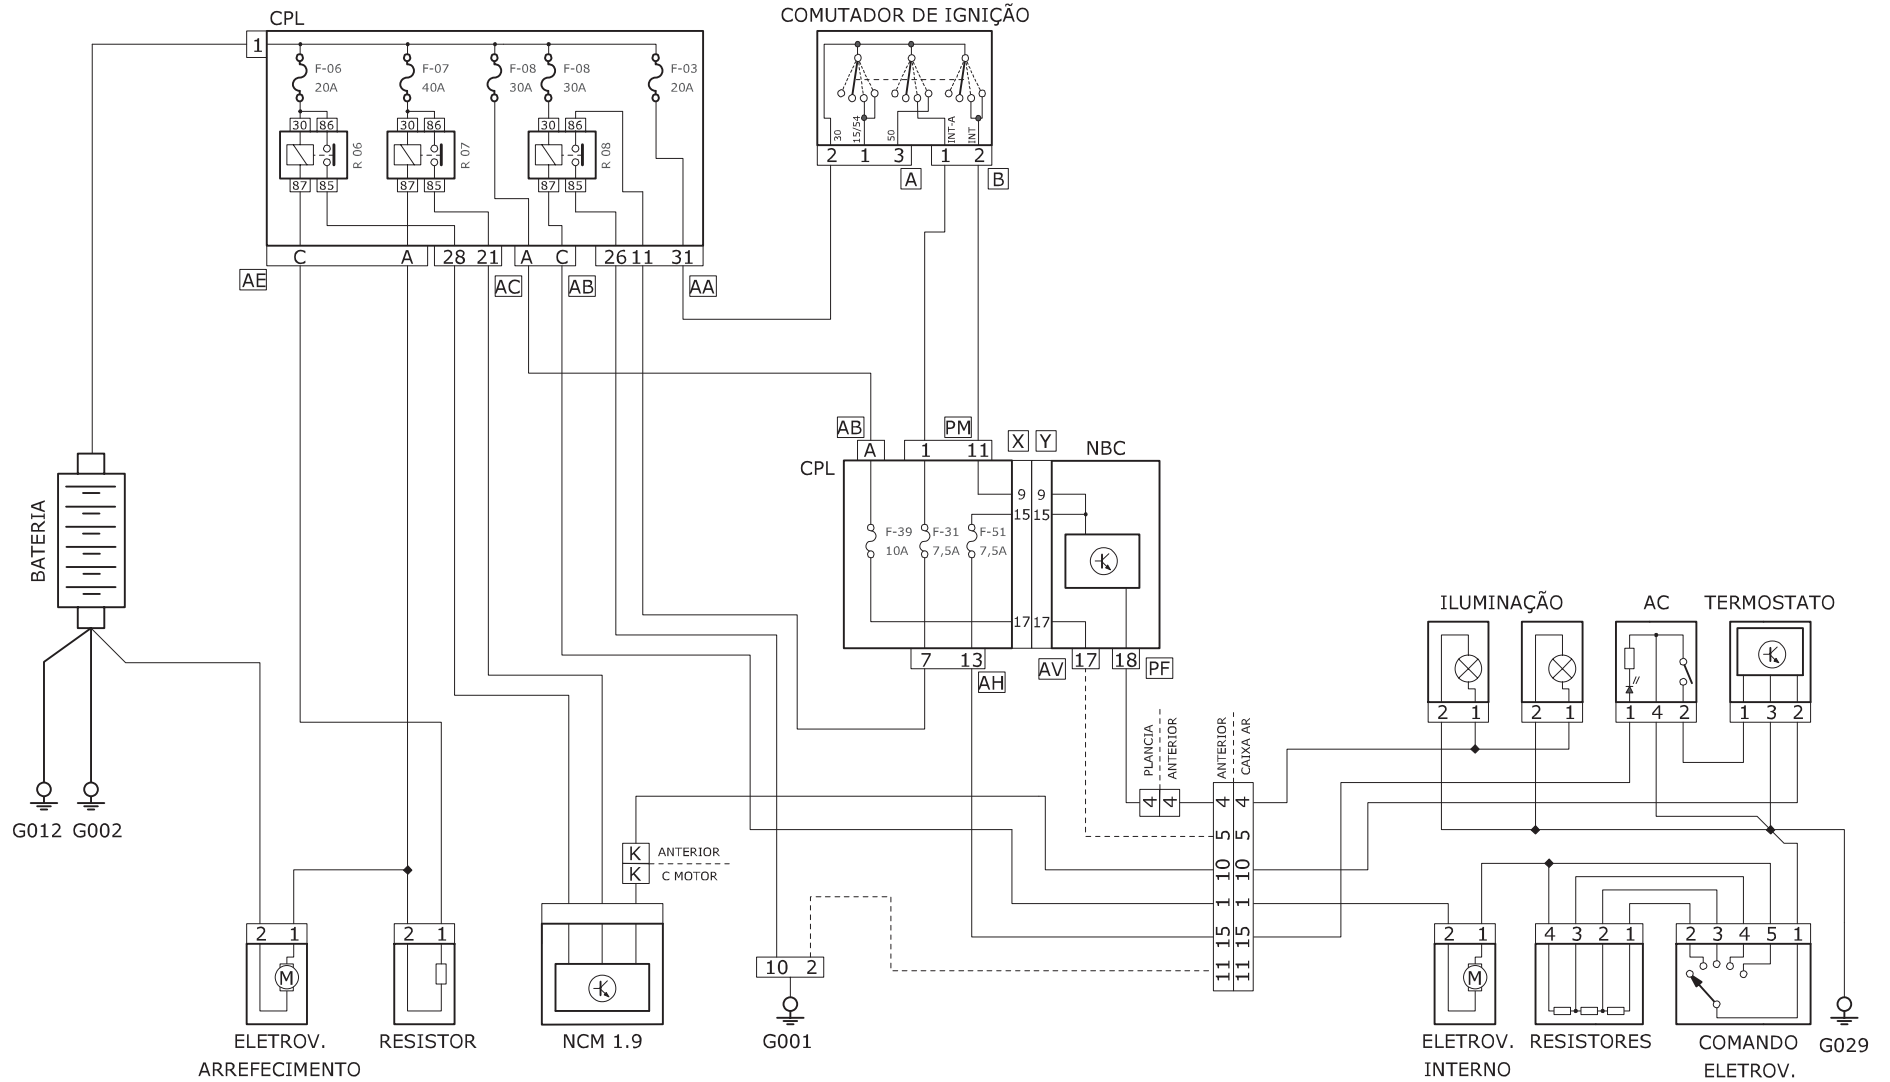 CPL
COMUTADOR DE IGNIÇÃO
1
F-06 F-07 F-08 F-08 F-03
20A 40A 30A 30A 20A
30 86 30 86 30 86
R 06 R 07 R 08
87 85 87 85 87 85
30 15/54 50 INT-A INT
2 1 3 1 2
A B
C A 28 21 A C 26 11 31
AE AC AB AA
AB PM X Y NBC
A 1 11
CPL
9 9
15 15
F-39 F-31 F-51
10A 7,5A 7,5A
17 17
7 13 17 18
AH AV PF
BATERIA
G012 G002
ILUMINAÇÃO AC TERMOSTATO
2 1 2 1 1 4 2 1 3 2
PLANCIA ANTERIOR ANTERIOR CAIXA AR
4 4 4 4
5 5
10 10
1 1
15 15
11 11
K ANTERIOR
K C MOTOR
2 1 2 1 2 1 4 3 2 1 2 3 4 5 1
M M
10 2
ELETROV.
ARREFECIMENTO
RESISTOR
NCM 1.9
G001
ELETROV.
INTERNO
RESISTORES
COMANDO
ELETROV.
G029